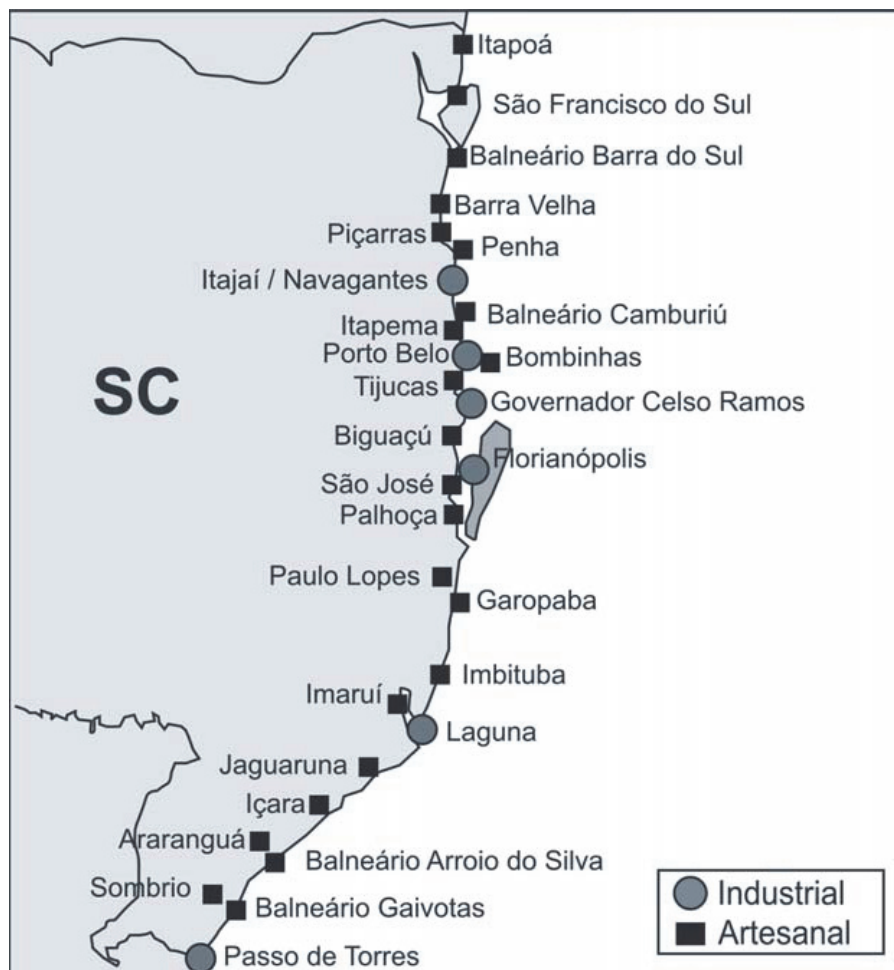 Itapoá
São Francisco do Sul
Balneário Barra do Sul
Barra Velha
Piçarras
Penha
Itajaí / Navagantes
Balneário Camburiú
Itapema
Porto Belo
Bombinhas
Tijucas
SC
Governador Celso Ramos
Biguaçú
Florianópolis
São José
Palhoça
Paulo Lopes
Garopaba
Imbituba
Imaruí
Laguna
Jaguaruna
Içara
Araranguá
Balneário Arroio do Silva
Sombrio
Balneário Gaivotas
Passo de Torres
Industrial
Artesanal